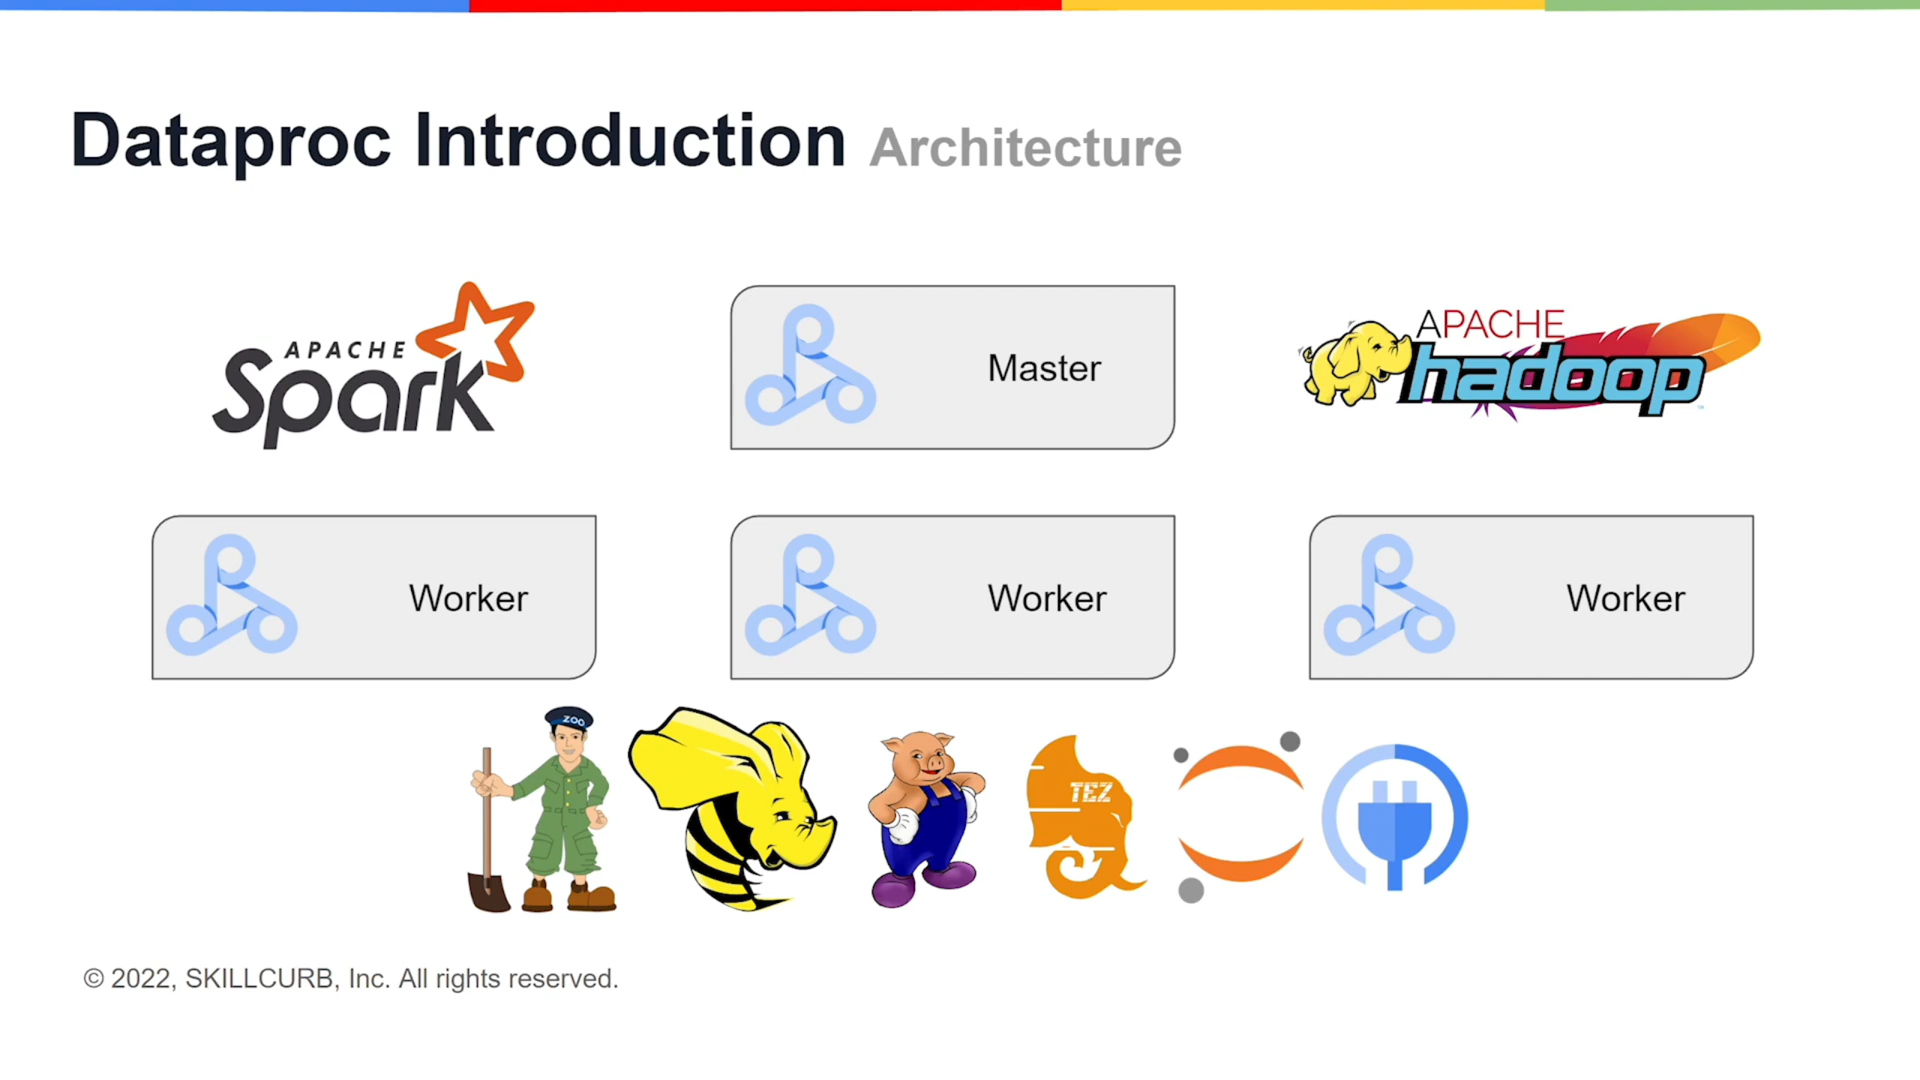 Dataproc Introduction Architecture
APACHE
Spark
Master
APACHE
hadoop
Worker
Worker
Worker
ZOO
TEZ
© 2022, SKILLCURB, Inc. All rights reserved.